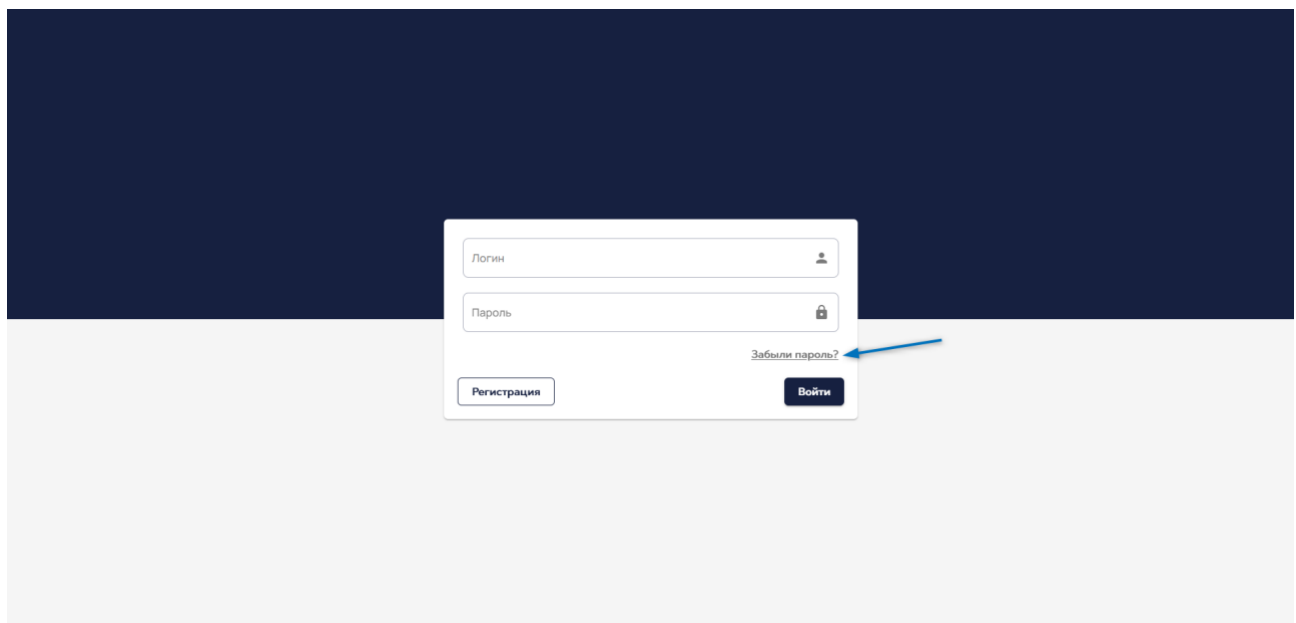 Логин
Пароль
Забыли пароль?
Регистрация
Войти